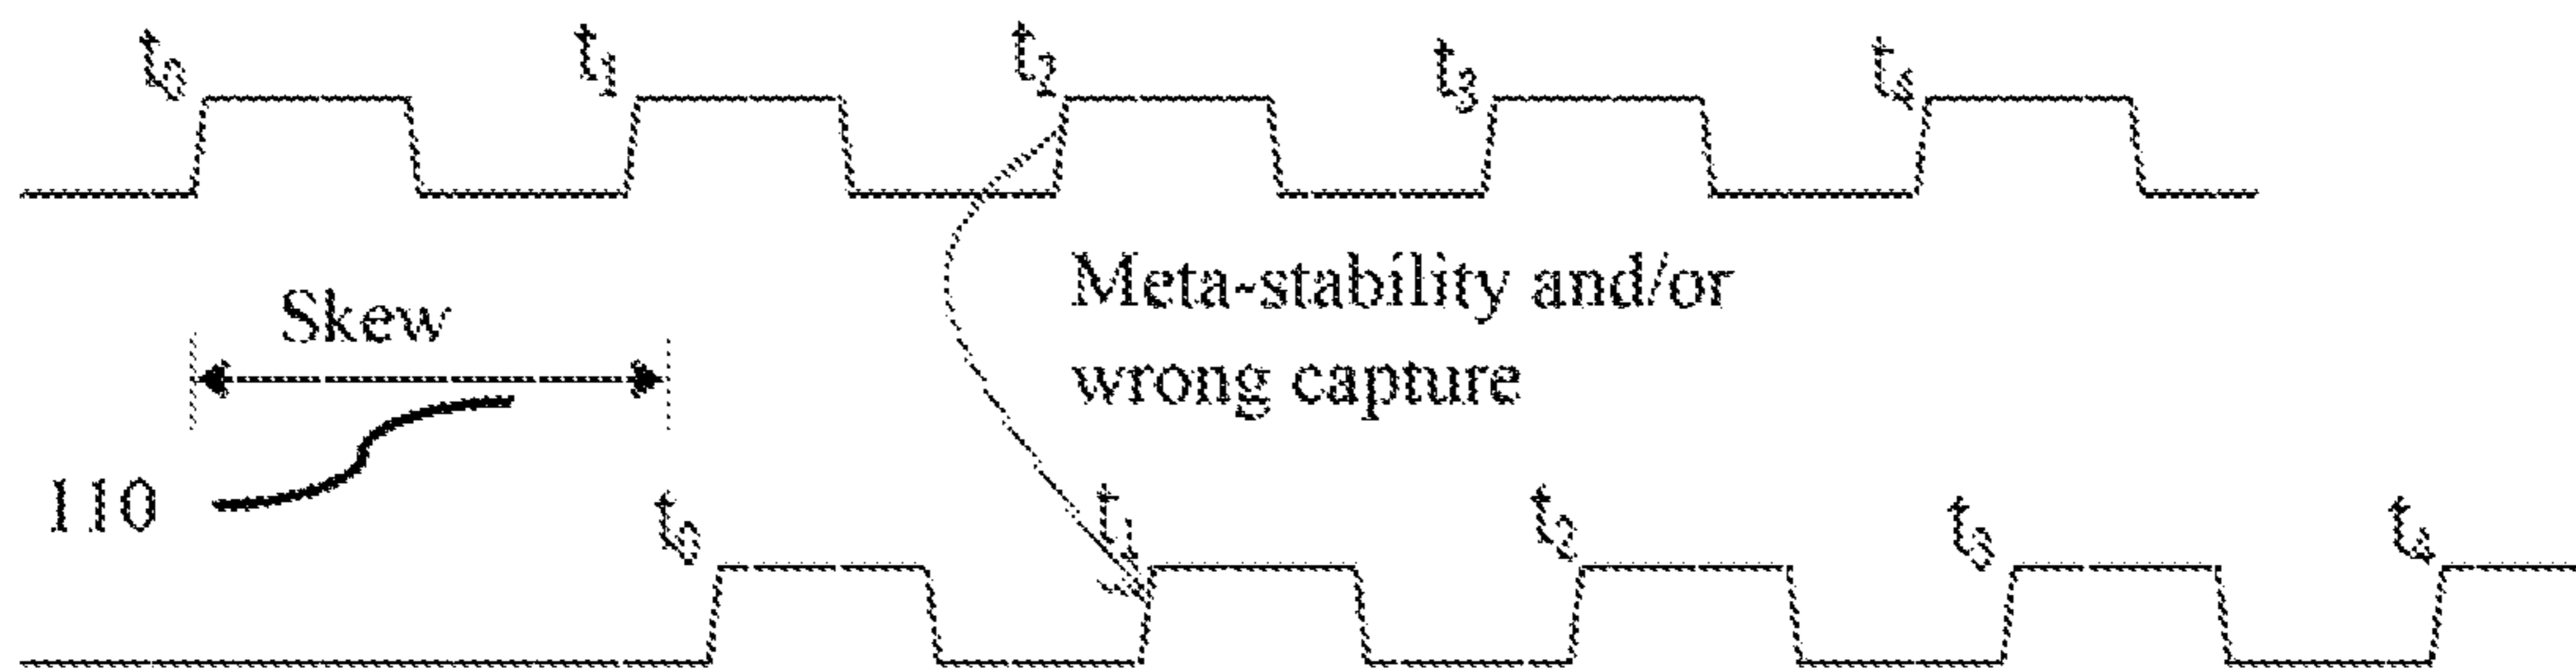 t₀ t₁ t₂ t₃ t₄
Skew
Meta-stability and/or
wrong capture
110
t₀ t₁ t₂ t₃ t₄